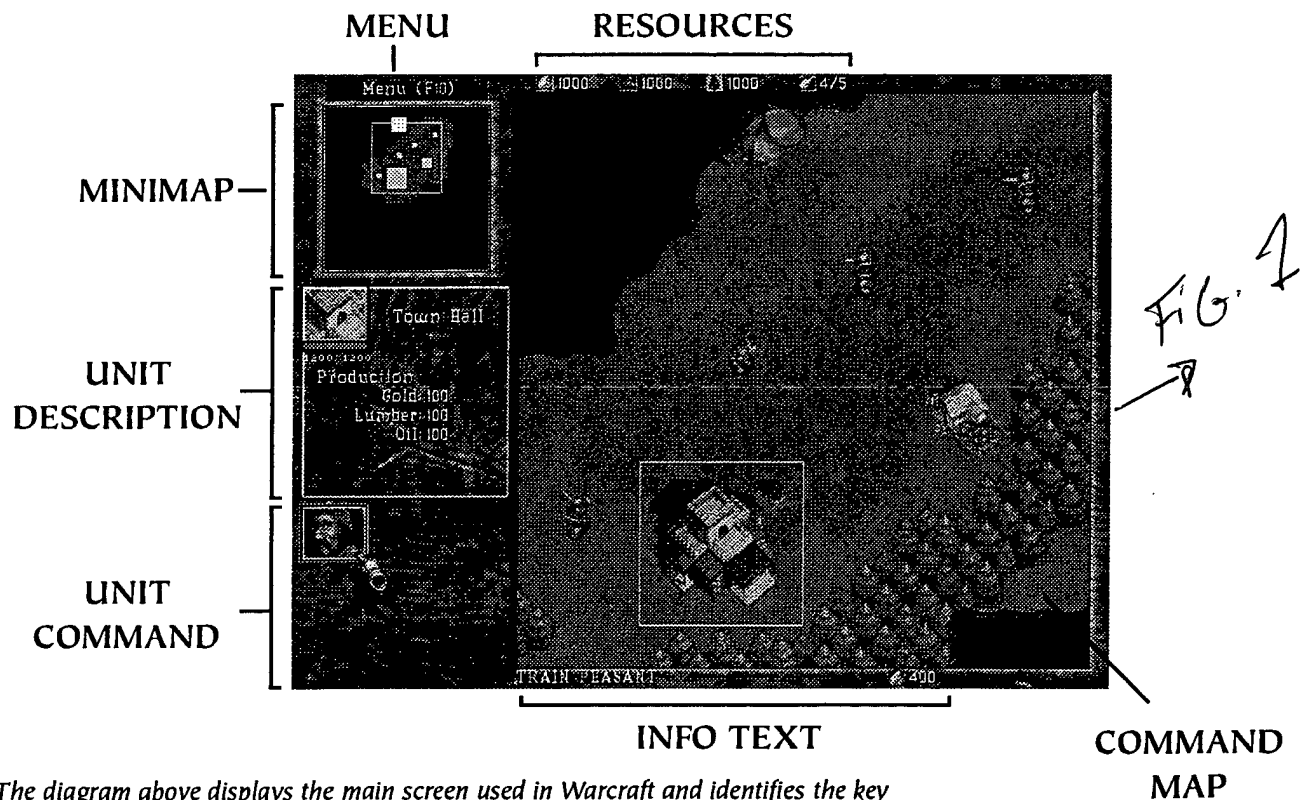 MENU
RESOURCES
Menu (F10)
1000 1000 1000 4/5
MINIMAP
Town Hall
1200/1200
Production
Gold: 100
Lumber: 100
Oil: 100
UNIT
DESCRIPTION
FIG. 1
UNIT
COMMAND
TRAIN PEASANT 400
INFO TEXT
COMMAND
MAP
The diagram above displays the main screen used in Warcraft and identifies the key